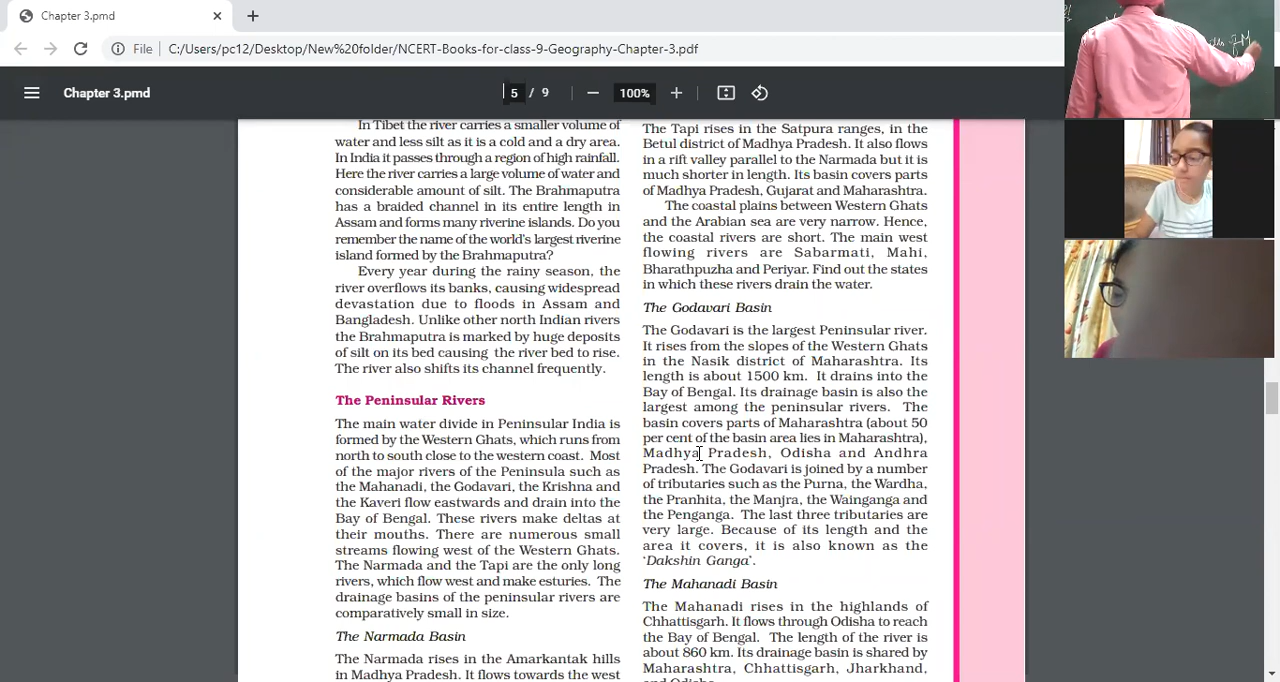 Chapter 3.pmd
File
C:/Users/pc12/Desktop/New%20folder/NCERT-Books-for-class-9-Geography-Chapter-3.pdf
Chapter 3.pmd
5 / 9
100%
In Tibet the river carries a smaller volume of
water and less silt as it is a cold and a dry area.
In India it passes through a region of high rainfall.
Here the river carries a large volume of water and
considerable amount of silt. The Brahmaputra
has a braided channel in its entire length in
Assam and forms many riverine islands. Do you
remember the name of the world's largest riverine
island formed by the Brahmaputra?
Every year during the rainy season, the
river overflows its banks, causing widespread
devastation due to floods in Assam and
Bangladesh. Unlike other north Indian rivers
the Brahmaputra is marked by huge deposits
of silt on its bed causing the river bed to rise.
The river also shifts its channel frequently.
The Peninsular Rivers
The main water divide in Peninsular India is
formed by the Western Ghats, which runs from
north to south close to the western coast. Most
of the major rivers of the Peninsula such as
the Mahanadi, the Godavari, the Krishna and
the Kaveri flow eastwards and drain into the
Bay of Bengal. These rivers make deltas at
their mouths. There are numerous small
streams flowing west of the Western Ghats.
The Narmada and the Tapi are the only long
rivers, which flow west and make esturies. The
drainage basins of the peninsular rivers are
comparatively small in size.
The Narmada Basin
The Narmada rises in the Amarkantak hills
in Madhya Pradesh. It flows towards the west
The Tapi rises in the Satpura ranges, in the
Betul district of Madhya Pradesh. It also flows
in a rift valley parallel to the Narmada but it is
much shorter in length. Its basin covers parts
of Madhya Pradesh, Gujarat and Maharashtra.
The coastal plains between Western Ghats
and the Arabian sea are very narrow. Hence,
the coastal rivers are short. The main west
flowing rivers are Sabarmati, Mahi,
Bharathpuzha and Periyar. Find out the states
in which these rivers drain the water.
The Godavari Basin
The Godavari is the largest Peninsular river.
It rises from the slopes of the Western Ghats
in the Nasik district of Maharashtra. Its
length is about 1500 km. It drains into the
Bay of Bengal. Its drainage basin is also the
largest among the peninsular rivers. The
basin covers parts of Maharashtra (about 50
per cent of the basin area lies in Maharashtra),
Madhya Pradesh, Odisha and Andhra
Pradesh. The Godavari is joined by a number
of tributaries such as the Purna, the Wardha,
the Pranhita, the Manjra, the Wainganga and
the Penganga. The last three tributaries are
very large. Because of its length and the
area it covers, it is also known as the
'Dakshin Ganga'.
The Mahanadi Basin
The Mahanadi rises in the highlands of
Chhattisgarh. It flows through Odisha to reach
the Bay of Bengal. The length of the river is
about 860 km. Its drainage basin is shared by
Maharashtra, Chhattisgarh, Jharkhand,
and Odisha.